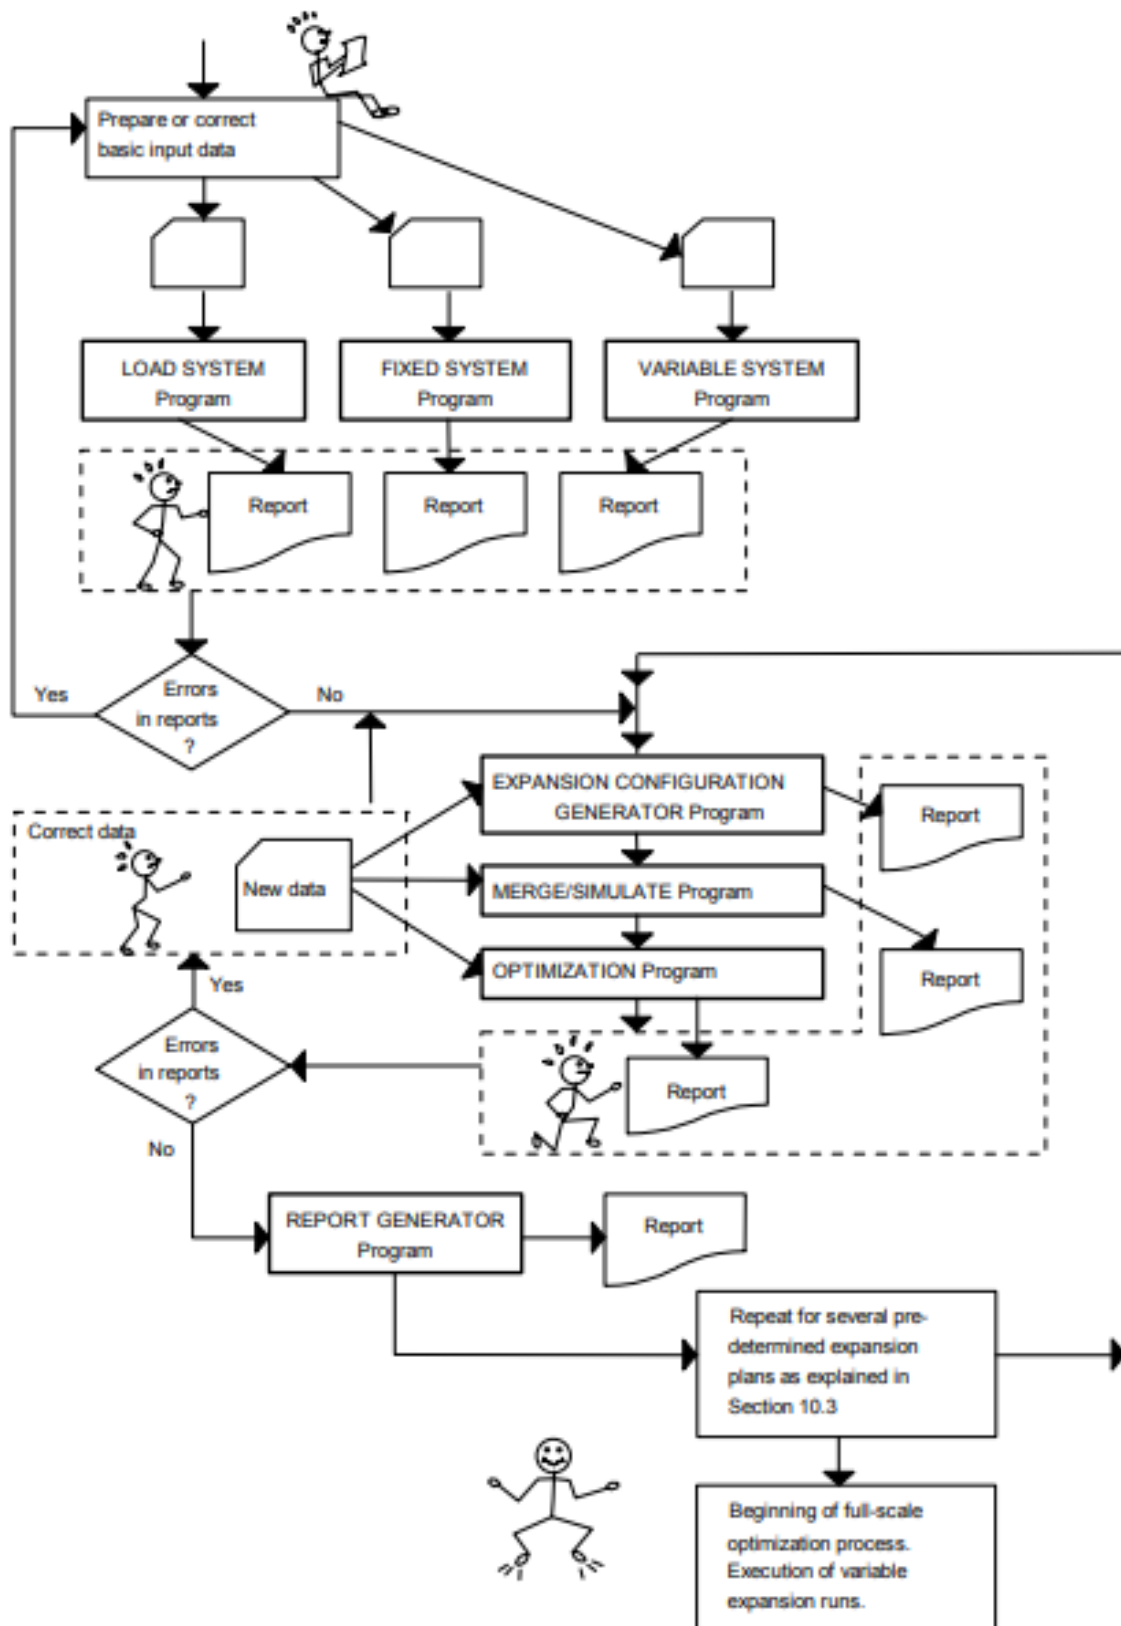 Prepare or correct
basic input data
LOAD SYSTEM
Program
FIXED SYSTEM
Program
VARIABLE SYSTEM
Program
Report
Report
Report
Yes
Errors
in reports
?
No
EXPANSION CONFIGURATION
GENERATOR Program
Report
Correct data
New data
MERGE/SIMULATE Program
OPTIMIZATION Program
Report
Yes
Errors
in reports
?
Report
No
REPORT GENERATOR
Program
Report
Repeat for several pre-
determined expansion
plans as explained in
Section 10.3
Beginning of full-scale
optimization process.
Execution of variable
expansion runs.